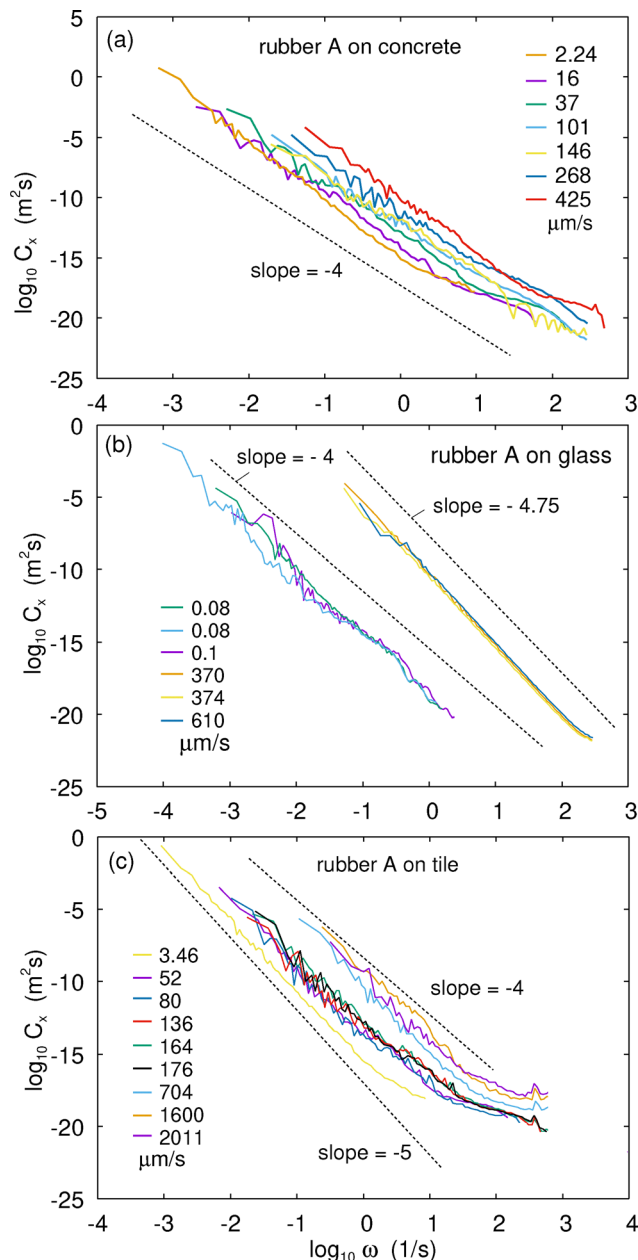 (a)
rubber A on concrete
2.24
16
37
101
146
268
425
μm/s
slope = -4
log₁₀ Cₓ (m²s)
5
0
-5
-10
-15
-20
-25
-4 -3 -2 -1 0 1 2 3
(b)
rubber A on glass
slope = - 4
slope = - 4.75
0.08
0.08
0.1
370
374
610
μm/s
log₁₀ Cₓ (m²s)
0
-5
-10
-15
-20
-25
-5 -4 -3 -2 -1 0 1 2 3
(c)
rubber A on tile
3.46
52
80
136
164
176
704
1600
2011
μm/s
slope = -4
slope = -5
log₁₀ Cₓ (m²s)
0
-5
-10
-15
-20
-25
-4 -3 -2 -1 0 1 2 3 4
log₁₀ ω (1/s)